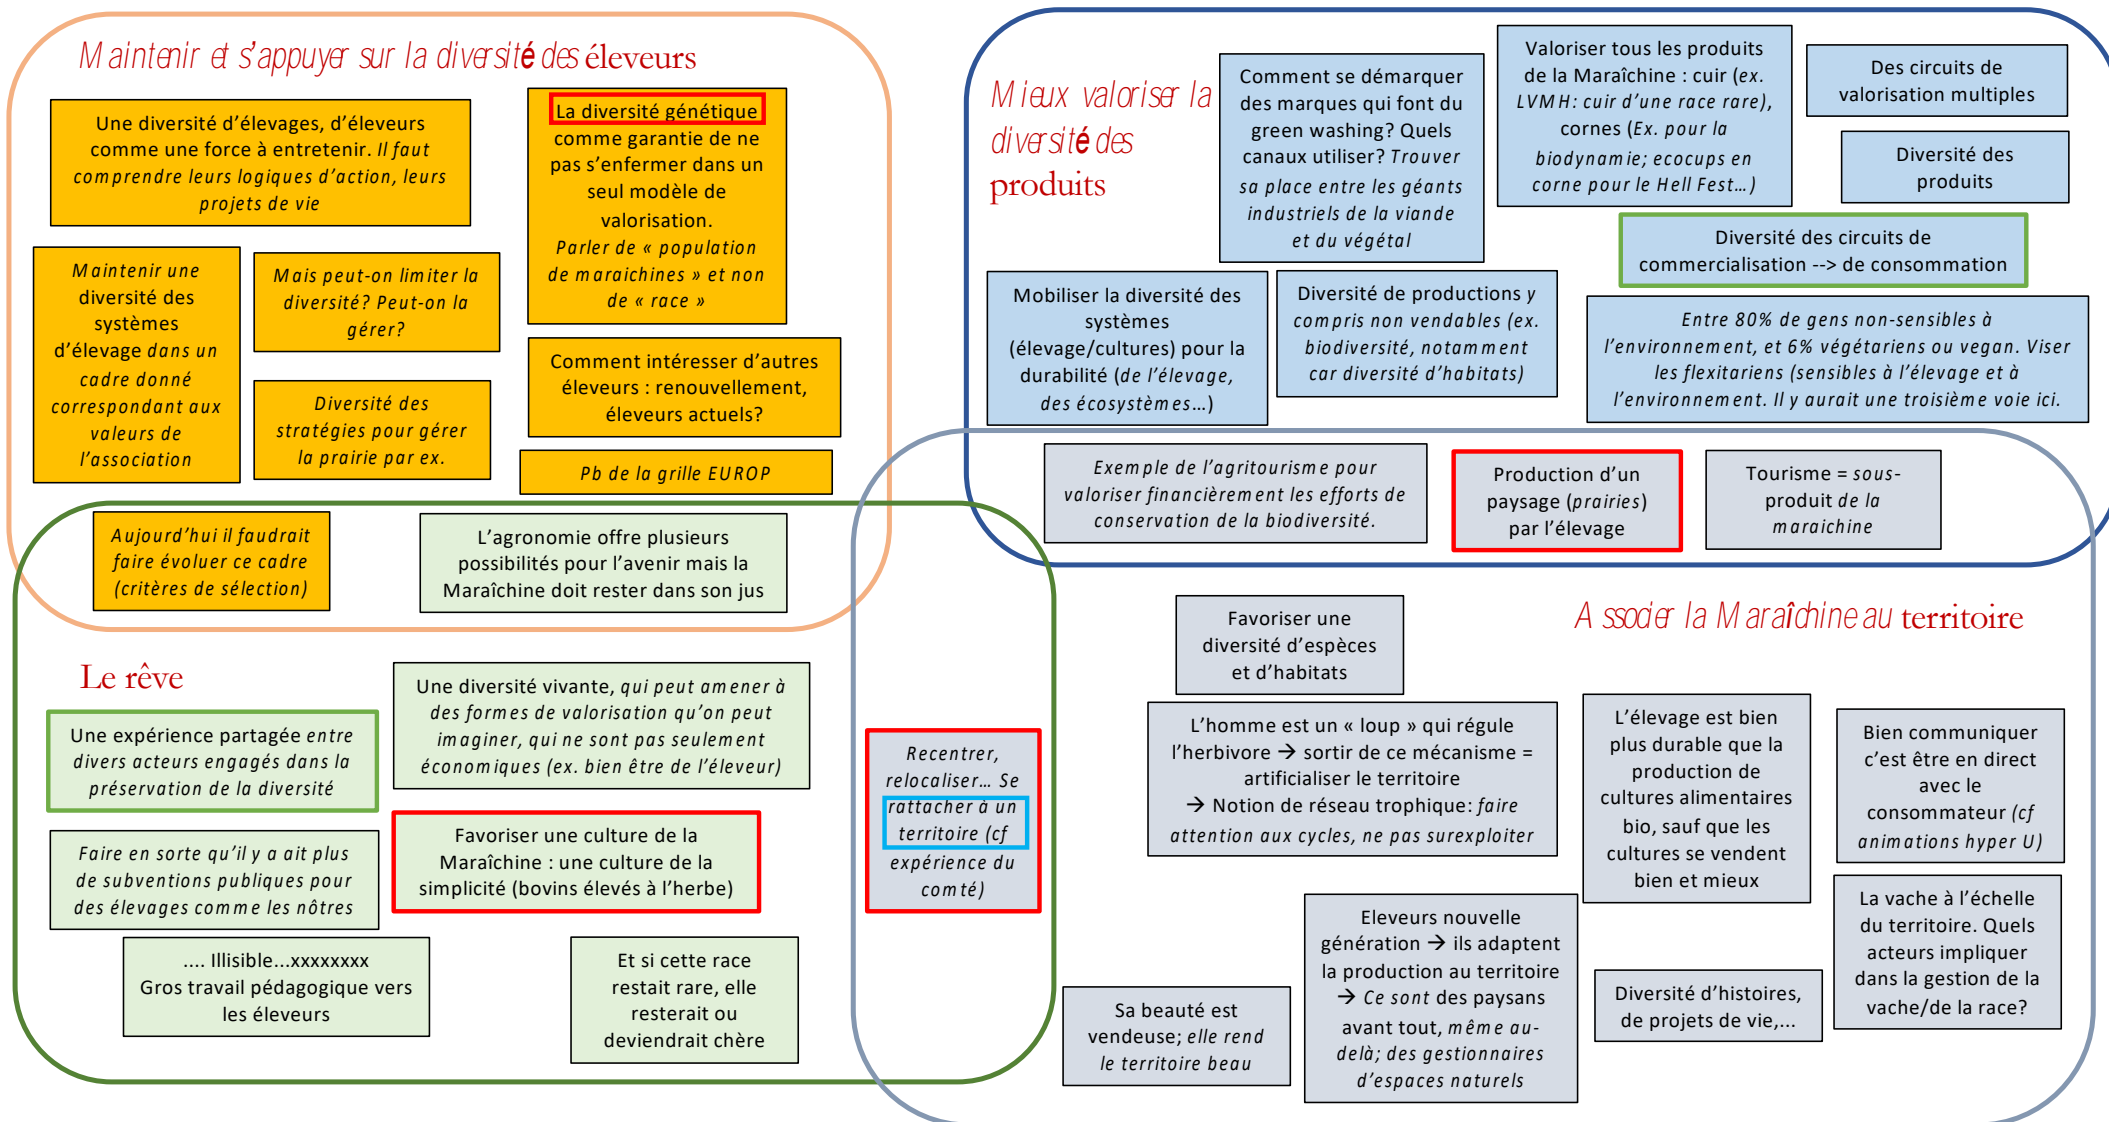 Maintenir et s'appuyer sur la diversité des éleveurs
Une diversité d'élevages, d'éleveurs
comme une force à entretenir. Il faut
comprendre leurs logiques d'action, leurs
projets de vie
La diversité génétique
comme garantie de ne
pas s'enfermer dans un
seul modèle de
valorisation.
Parler de « population
de maraichines » et non
de « race »
Maintenir une
diversité des
systèmes
d'élevage dans un
cadre donné
correspondant aux
valeurs de
l'association
Mais peut-on limiter la
diversité? Peut-on la
gérer?
Diversité des
stratégies pour gérer
la prairie par ex.
Comment intéresser d'autres
éleveurs : renouvellement,
éleveurs actuels?
Pb de la grille EUROP
Aujourd'hui il faudrait
faire évoluer ce cadre
(critères de sélection)
L'agronomie offre plusieurs
possibilités pour l'avenir mais la
Maraîchine doit rester dans son jus
Mieux valoriser la
diversité des
produits
Comment se démarquer
des marques qui font du
green washing? Quels
canaux utiliser? Trouver
sa place entre les géants
industriels de la viande
et du végétal
Valoriser tous les produits
de la Maraîchine : cuir (ex.
LVMH: cuir d'une race rare),
cornes (Ex. pour la
biodynamie; ecocups en
corne pour le Hell Fest…)
Des circuits de
valorisation multiples
Diversité des
produits
Diversité des circuits de
commercialisation --> de consommation
Mobiliser la diversité des
systèmes
(élevage/cultures) pour la
durabilité (de l'élevage,
des écosystèmes…)
Diversité de productions y
compris non vendables (ex.
biodiversité, notamment
car diversité d'habitats)
Entre 80% de gens non-sensibles à
l'environnement, et 6% végétariens ou vegan. Viser
les flexitariens (sensibles à l'élevage et à
l'environnement. Il y aurait une troisième voie ici.
Exemple de l'agritourisme pour
valoriser financièrement les efforts de
conservation de la biodiversité.
Production d'un
paysage (prairies)
par l'élevage
Tourisme = sous-
produit de la
maraichine
Le rêve
Une expérience partagée entre
divers acteurs engagés dans la
préservation de la diversité
Une diversité vivante, qui peut amener à
des formes de valorisation qu'on peut
imaginer, qui ne sont pas seulement
économiques (ex. bien être de l'éleveur)
Faire en sorte qu'il y a ait plus
de subventions publiques pour
des élevages comme les nôtres
Favoriser une culture de la
Maraîchine : une culture de la
simplicité (bovins élevés à l'herbe)
.... Illisible...xxxxxxxx
Gros travail pédagogique vers
les éleveurs
Et si cette race
restait rare, elle
resterait ou
deviendrait chère
Recentrer,
relocaliser… Se
rattacher à un
territoire (cf
expérience du
comté)
Associer la Maraîchine au territoire
Favoriser une
diversité d'espèces
et d'habitats
L'homme est un « loup » qui régule
l'herbivore → sortir de ce mécanisme =
artificialiser le territoire
→ Notion de réseau trophique: faire
attention aux cycles, ne pas surexploiter
L'élevage est bien
plus durable que la
production de
cultures alimentaires
bio, sauf que les
cultures se vendent
bien et mieux
Bien communiquer
c'est être en direct
avec le
consommateur (cf
animations hyper U)
La vache à l'échelle
du territoire. Quels
acteurs impliquer
dans la gestion de la
vache/de la race?
Eleveurs nouvelle
génération → ils adaptent
la production au territoire
→ Ce sont des paysans
avant tout, même au-
delà; des gestionnaires
d'espaces naturels
Sa beauté est
vendeuse; elle rend
le territoire beau
Diversité d'histoires,
de projets de vie,...